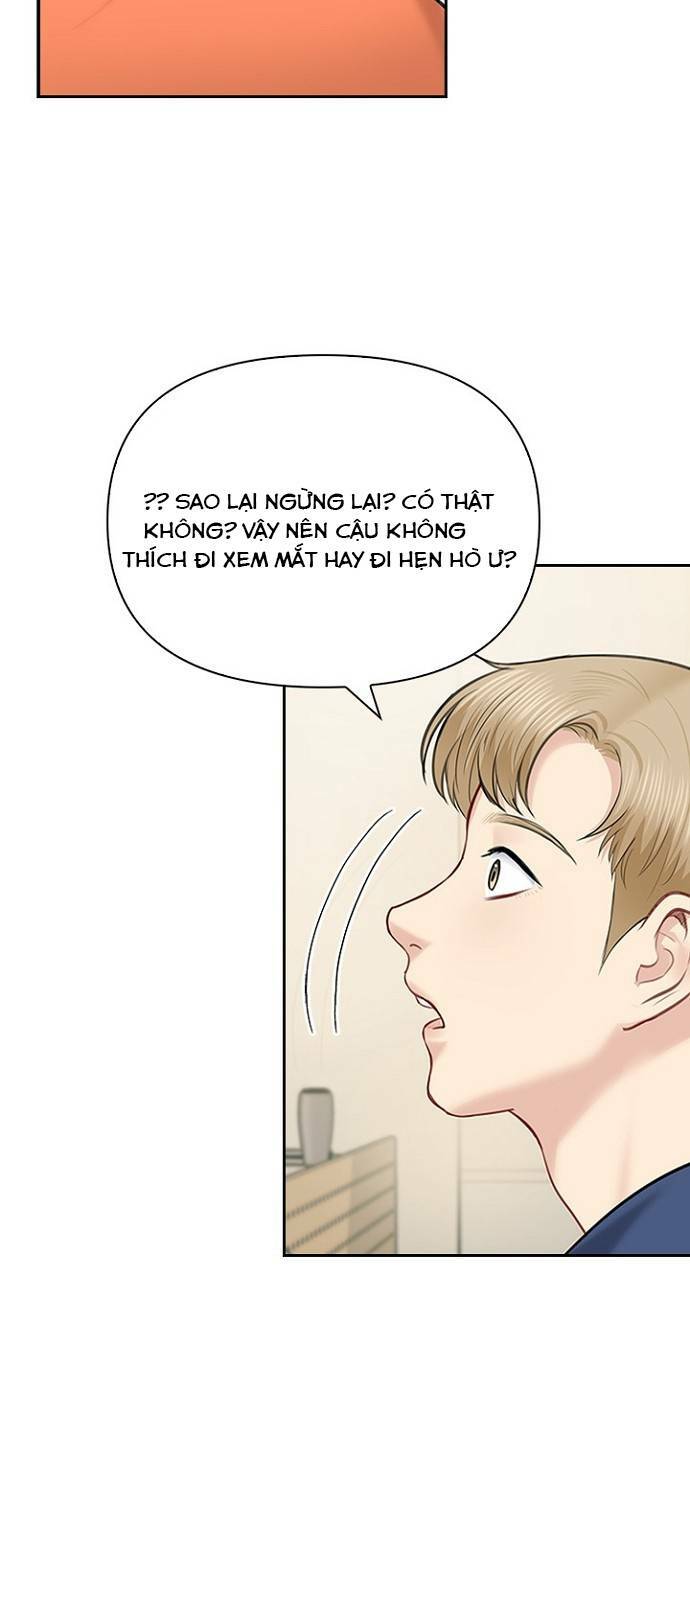 ?? SAO LẠI NGỪNG LẠI? CÓ THẬT
KHÔNG? VẬY NÊN CẬU KHÔNG
THÍCH ĐI XEM MẮT HAY ĐI HẸN HÒ Ư?